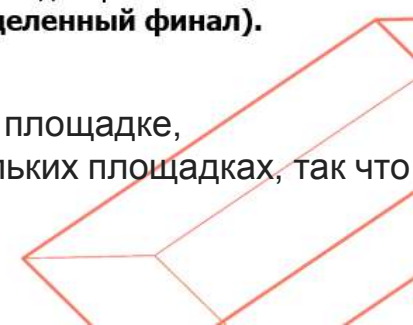 деленный финал).
площадке,
льких площадках, так что